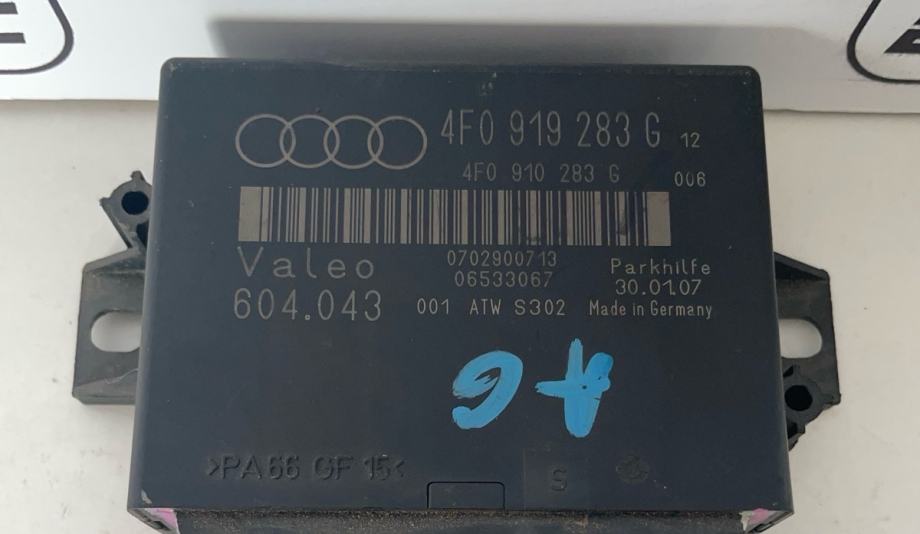 4F0 919 283 G 12
4F0 910 283 G 006
Valeo 0702900713 Parkhilfe
06533067 30.01.07
604.043 001 ATW S302 Made in Germany
A6
>PA66 GF 15<
S